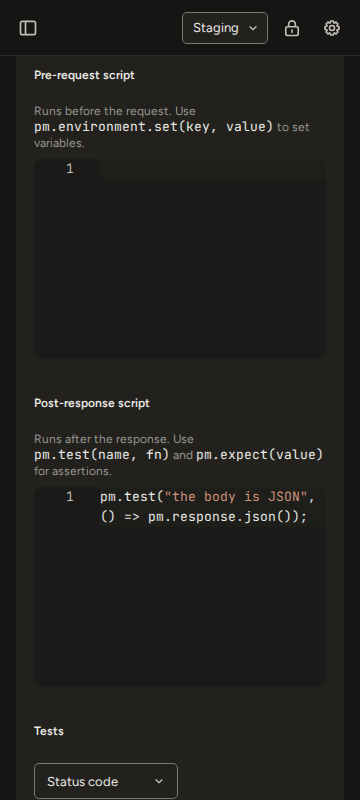 Staging
Pre-request script
Runs before the request. Use
pm.environment.set(key, value) to set
variables.
1
Post-response script
Runs after the response. Use
pm.test(name, fn) and pm.expect(value)
for assertions.
1 pm.test("the body is JSON",
() => pm.response.json());
Tests
Status code